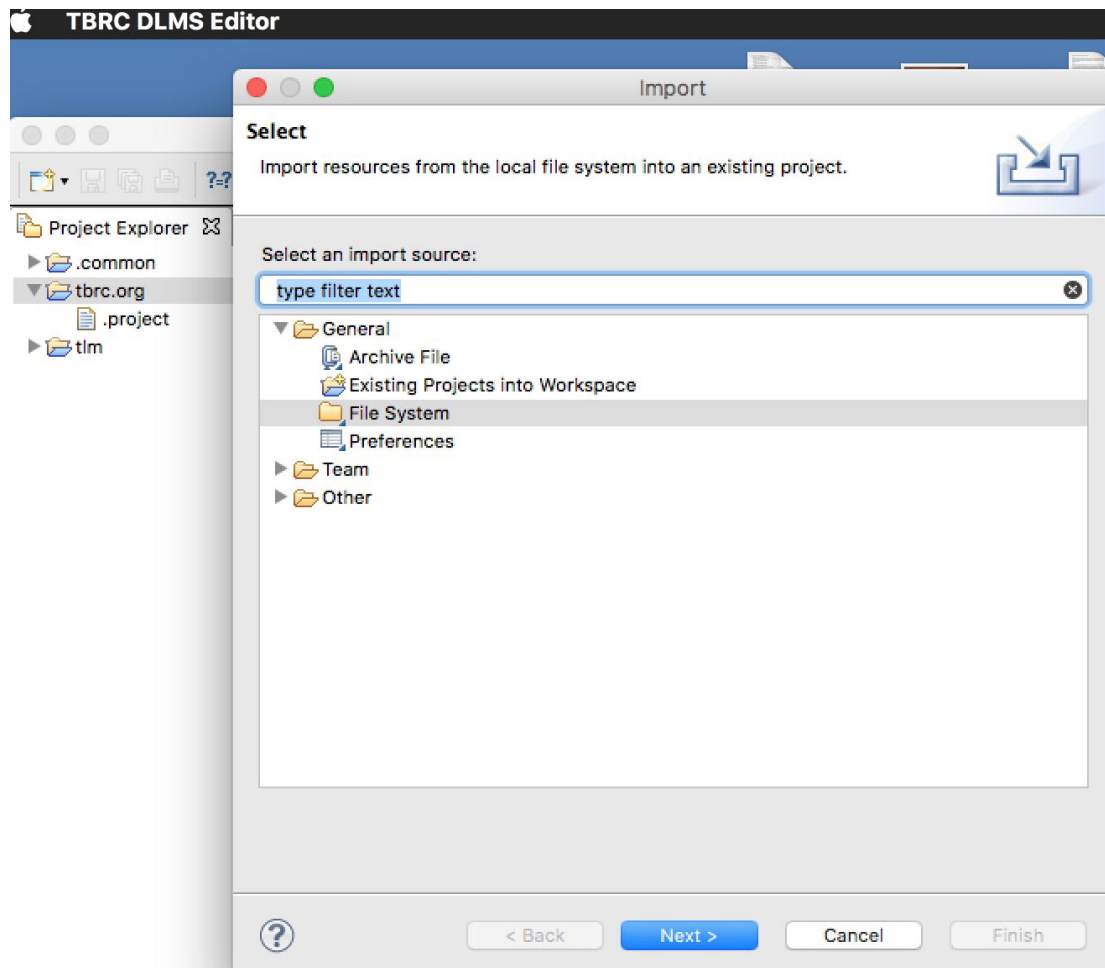 TBRC DLMS Editor
Import
Select
Import resources from the local file system into an existing project.
?=?
Project Explorer
.common
tbrc.org
.project
tlm
Select an import source:
type filter text
General
Archive File
Existing Projects into Workspace
File System
Preferences
Team
Other
?
< Back
Next >
Cancel
Finish